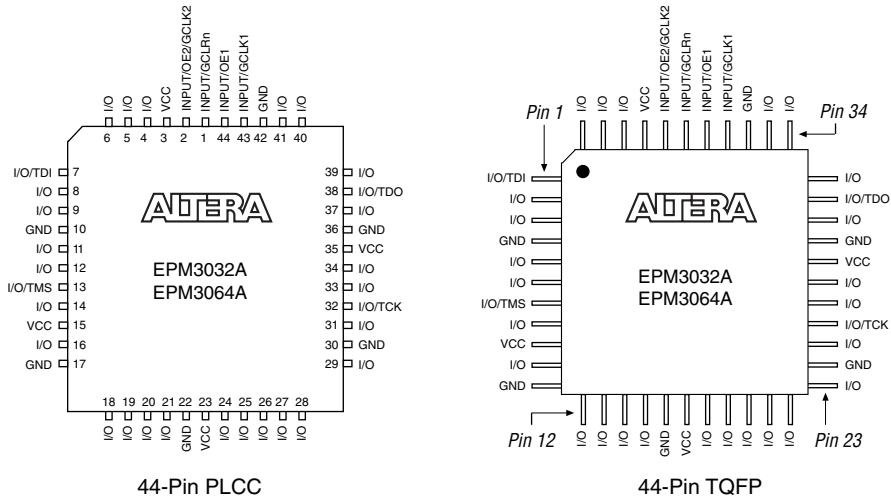 I/O I/O I/O VCC INPUT/OE2/GCLK2 INPUT/GCLRn INPUT/OE1 INPUT/GCLK1 GND I/O I/O
6 5 4 3 2 1 44 43 42 41 40
I/O/TDI 7
I/O 8
I/O 9
GND 10
I/O 11
I/O 12
I/O/TMS 13
I/O 14
VCC 15
I/O 16
GND 17
ALTERA
EPM3032A
EPM3064A
39 I/O
38 I/O/TDO
37 I/O
36 GND
35 VCC
34 I/O
33 I/O
32 I/O/TCK
31 I/O
30 GND
29 I/O
18 19 20 21 22 23 24 25 26 27 28
I/O I/O I/O I/O GND VCC I/O I/O I/O I/O I/O
44-Pin PLCC
I/O I/O I/O VCC INPUT/OE2/GCLK2 INPUT/GCLRn INPUT/OE1 INPUT/GCLK1 GND I/O I/O
Pin 1
Pin 34
I/O/TDI
I/O
I/O
GND
I/O
I/O
I/O/TMS
I/O
VCC
I/O
GND
ALTERA
EPM3032A
EPM3064A
I/O
I/O/TDO
I/O
GND
VCC
I/O
I/O
I/O/TCK
I/O
GND
I/O
Pin 12
Pin 23
I/O I/O I/O I/O GND VCC I/O I/O I/O I/O I/O
44-Pin TQFP